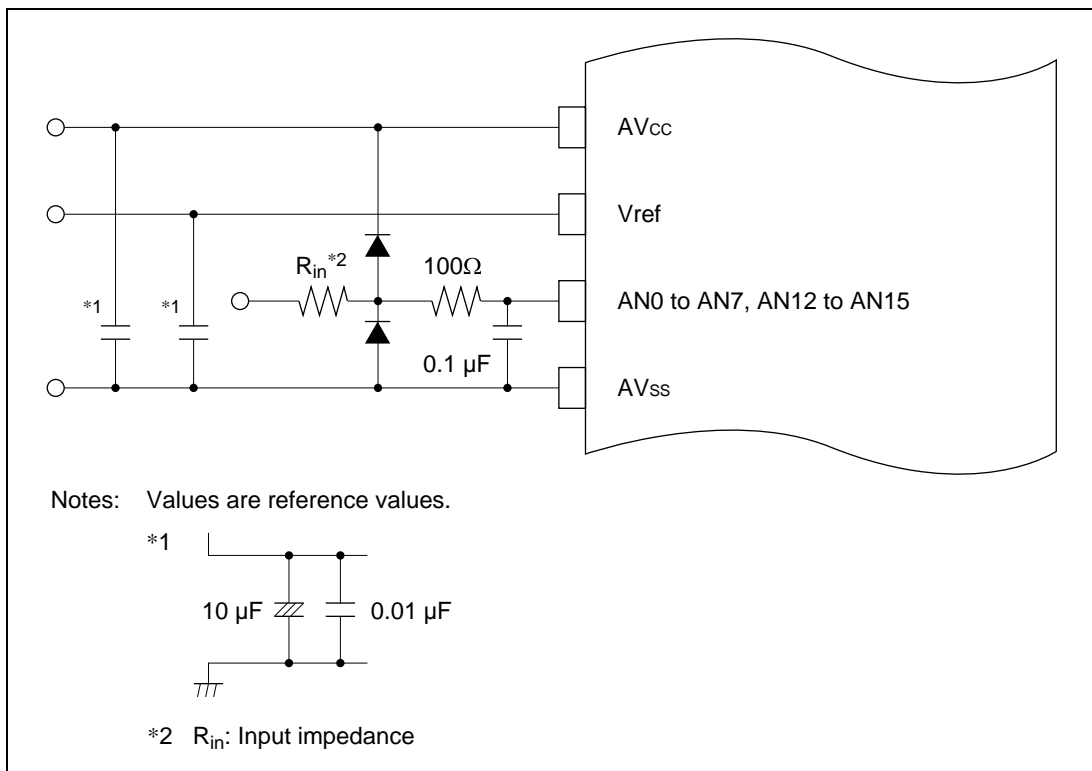 AVCC
Vref
Rin*2
100Ω
*1
*1
AN0 to AN7, AN12 to AN15
0.1 µF
AVSS
Notes: Values are reference values.
*1
10 µF
0.01 µF
*2 Rin: Input impedance